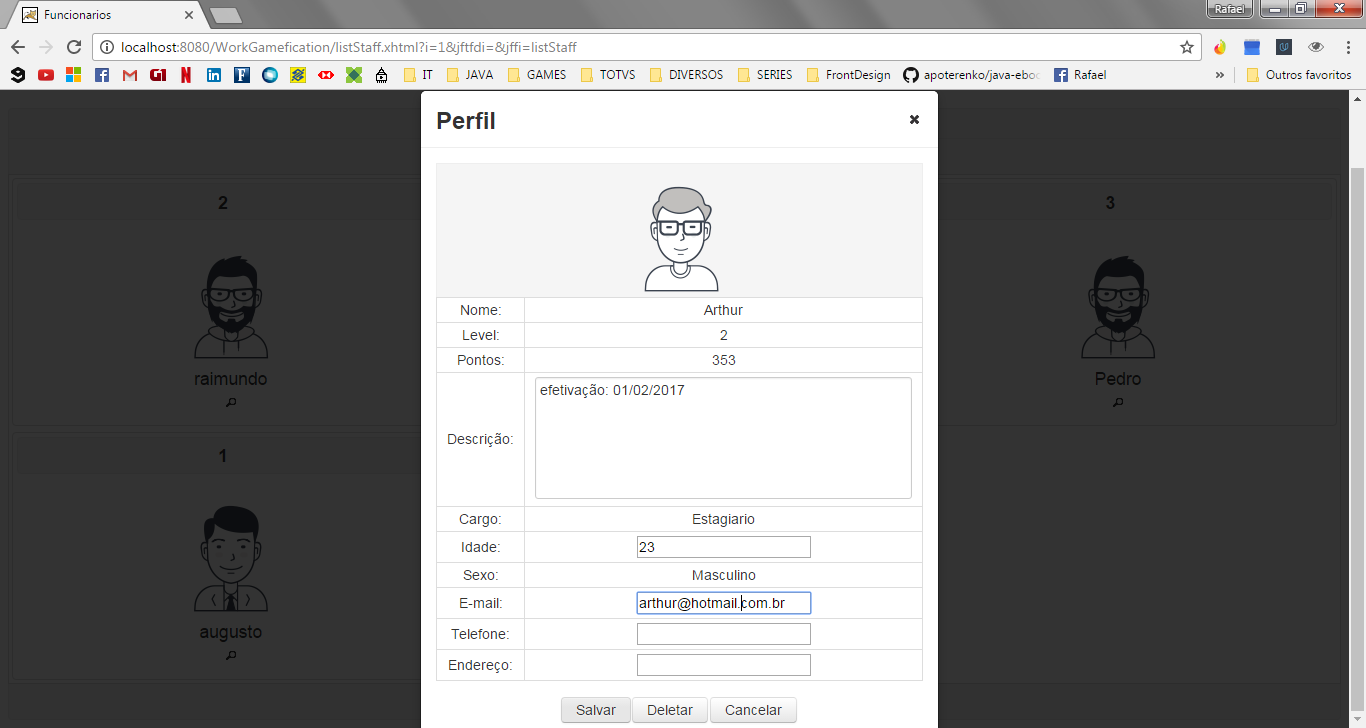 Funcionarios
Rafael
localhost:8080/WorkGamefication/listStaff.xhtml?i=1&jftfdi=&jffi=listStaff
G1 N in F IT JAVA GAMES TOTVS DIVERSOS SERIES FrontDesign apoterenko/java-eboo Rafael » Outros favoritos
Perfil
2
3
raimundo
Pedro
1
augusto
Nome: Arthur
Level: 2
Pontos: 353
Descrição: efetivação: 01/02/2017
Cargo: Estagiario
Idade: 23
Sexo: Masculino
E-mail: arthur@hotmail.com.br
Telefone:
Endereço:
Salvar Deletar Cancelar